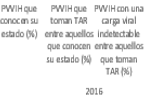 PVVIH que
conocen su
estado (%)
PVVIH que
toman TAR
entre aquellos
que conocen
su estado (%)
PVVIH con una
carga viral
indetectable
entre aquellos
que toman
TAR (%)
2016